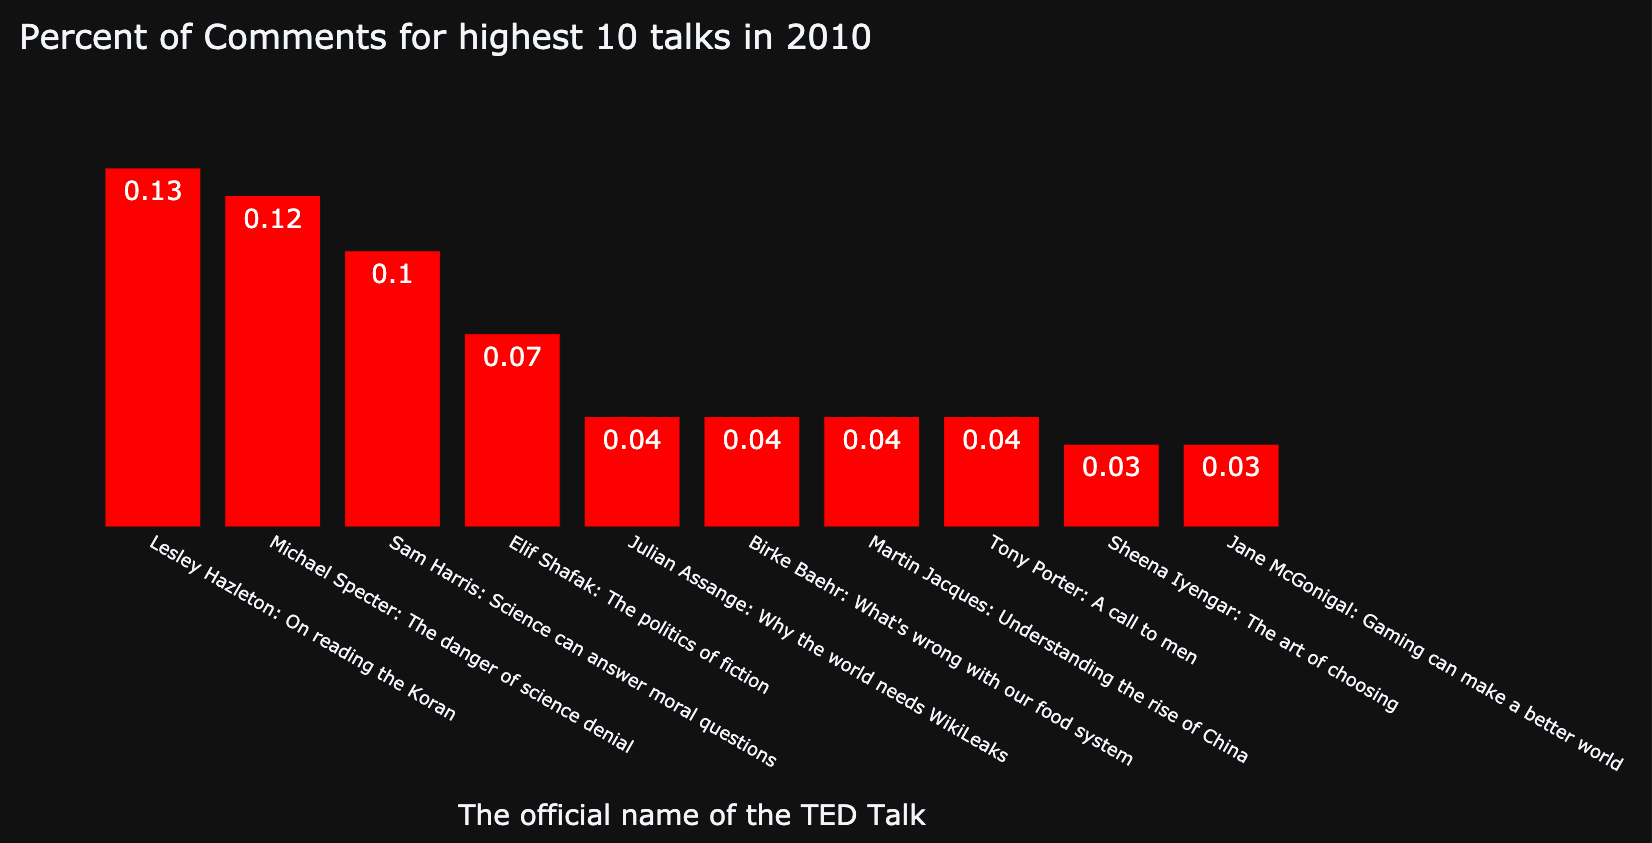 Percent of Comments for highest 10 talks in 2010
0.13
0.12
0.1
0.07
0.04
0.04
0.04
0.04
0.03
0.03
Lesley Hazleton: On reading the Koran
Michael Specter: The danger of science denial
Sam Harris: Science can answer moral questions
Elif Shafak: The politics of fiction
Julian Assange: Why the world needs WikiLeaks
Birke Baehr: What's wrong with our food system
Martin Jacques: Understanding the rise of China
Tony Porter: A call to men
Sheena Iyengar: The art of choosing
Jane McGonigal: Gaming can make a better world
The official name of the TED Talk